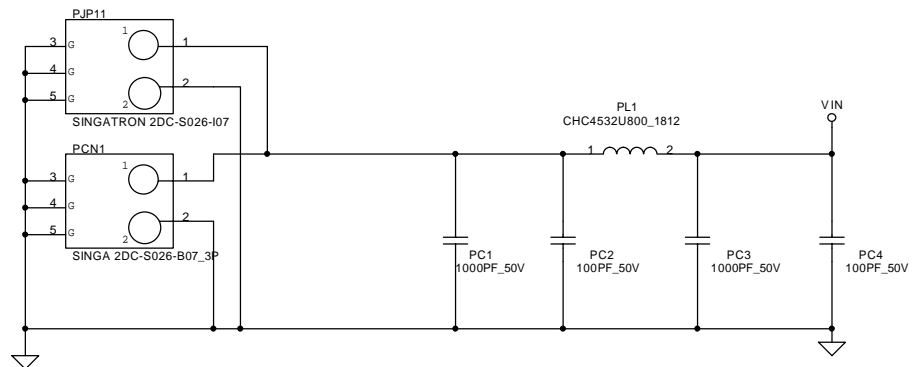 PJP11
1
3 G
1
4 G
2
5 G
2
SINGATRON 2DC-S026-I07
PCN1
1
3 G
1
4 G
2
5 G
2
SINGA 2DC-S026-B07_3P
PL1
CHC4532U800_1812
1 2
VIN
PC1
1000PF_50V
PC2
100PF_50V
PC3
1000PF_50V
PC4
100PF_50V